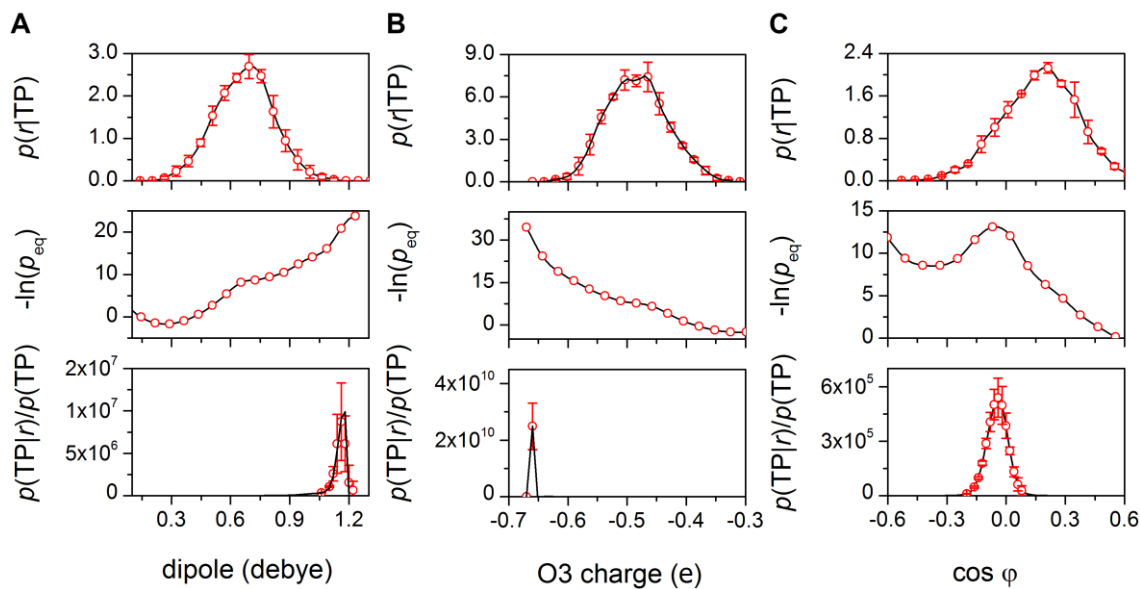 A
B
C
p(r|TP)
3.0
2.0
1.0
0.0
p(r|TP)
9.0
6.0
3.0
0.0
p(r|TP)
2.4
1.6
0.8
0.0
-ln(p_eq)
20
10
0
-ln(p_eq)
30
15
0
-ln(p_eq)
15
10
5
0
p(TP|r)/p(TP)
2x10^7
1x10^7
5x10^6
0
p(TP|r)/p(TP)
4x10^10
2x10^10
0
p(TP|r)/p(TP)
6x10^5
3x10^5
0
0.3 0.6 0.9 1.2
-0.7 -0.6 -0.5 -0.4 -0.3
-0.6 -0.3 0.0 0.3 0.6
dipole (debye)
O3 charge (e)
cos φ